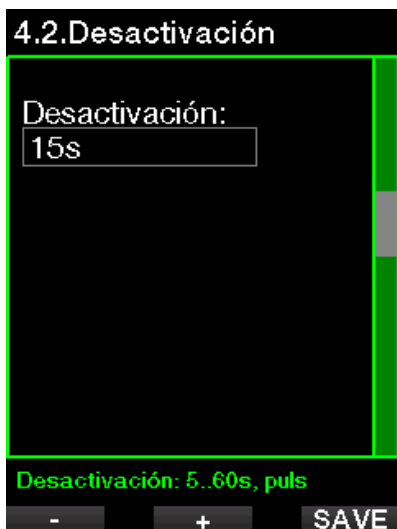 4.2.Desactivación
Desactivación:
15s
Desactivación: 5..60s, puls
- + SAVE